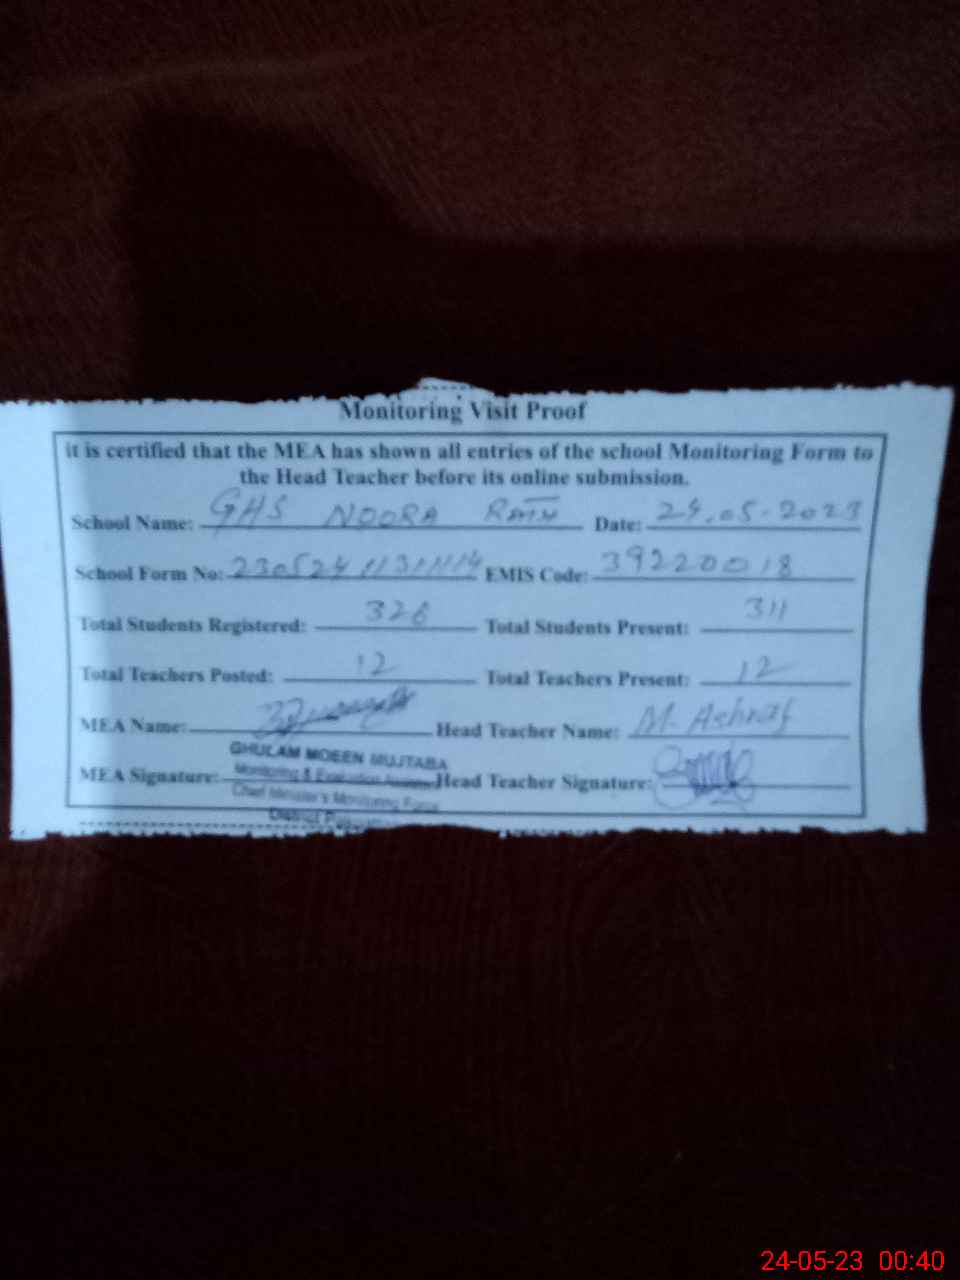 Monitoring Visit Proof
it is certified that the MEA has shown all entries of the school Monitoring Form to
the Head Teacher before its online submission.
School Name: GHS NOORA Date: 24.05.2023
School Form No: EMIS Code: 39220018
Total Students Registered: 326 Total Students Present: 311
Total Teachers Posted: 12 Total Teachers Present: 12
MEA Name: Head Teacher Name: M. Ashraf
GHULAM MOEEN MUJTABA
MEA Signature: Head Teacher Signature:
Monitoring & Evaluation
Chief Minister's Monitoring Force
District
24-05-23 00:40